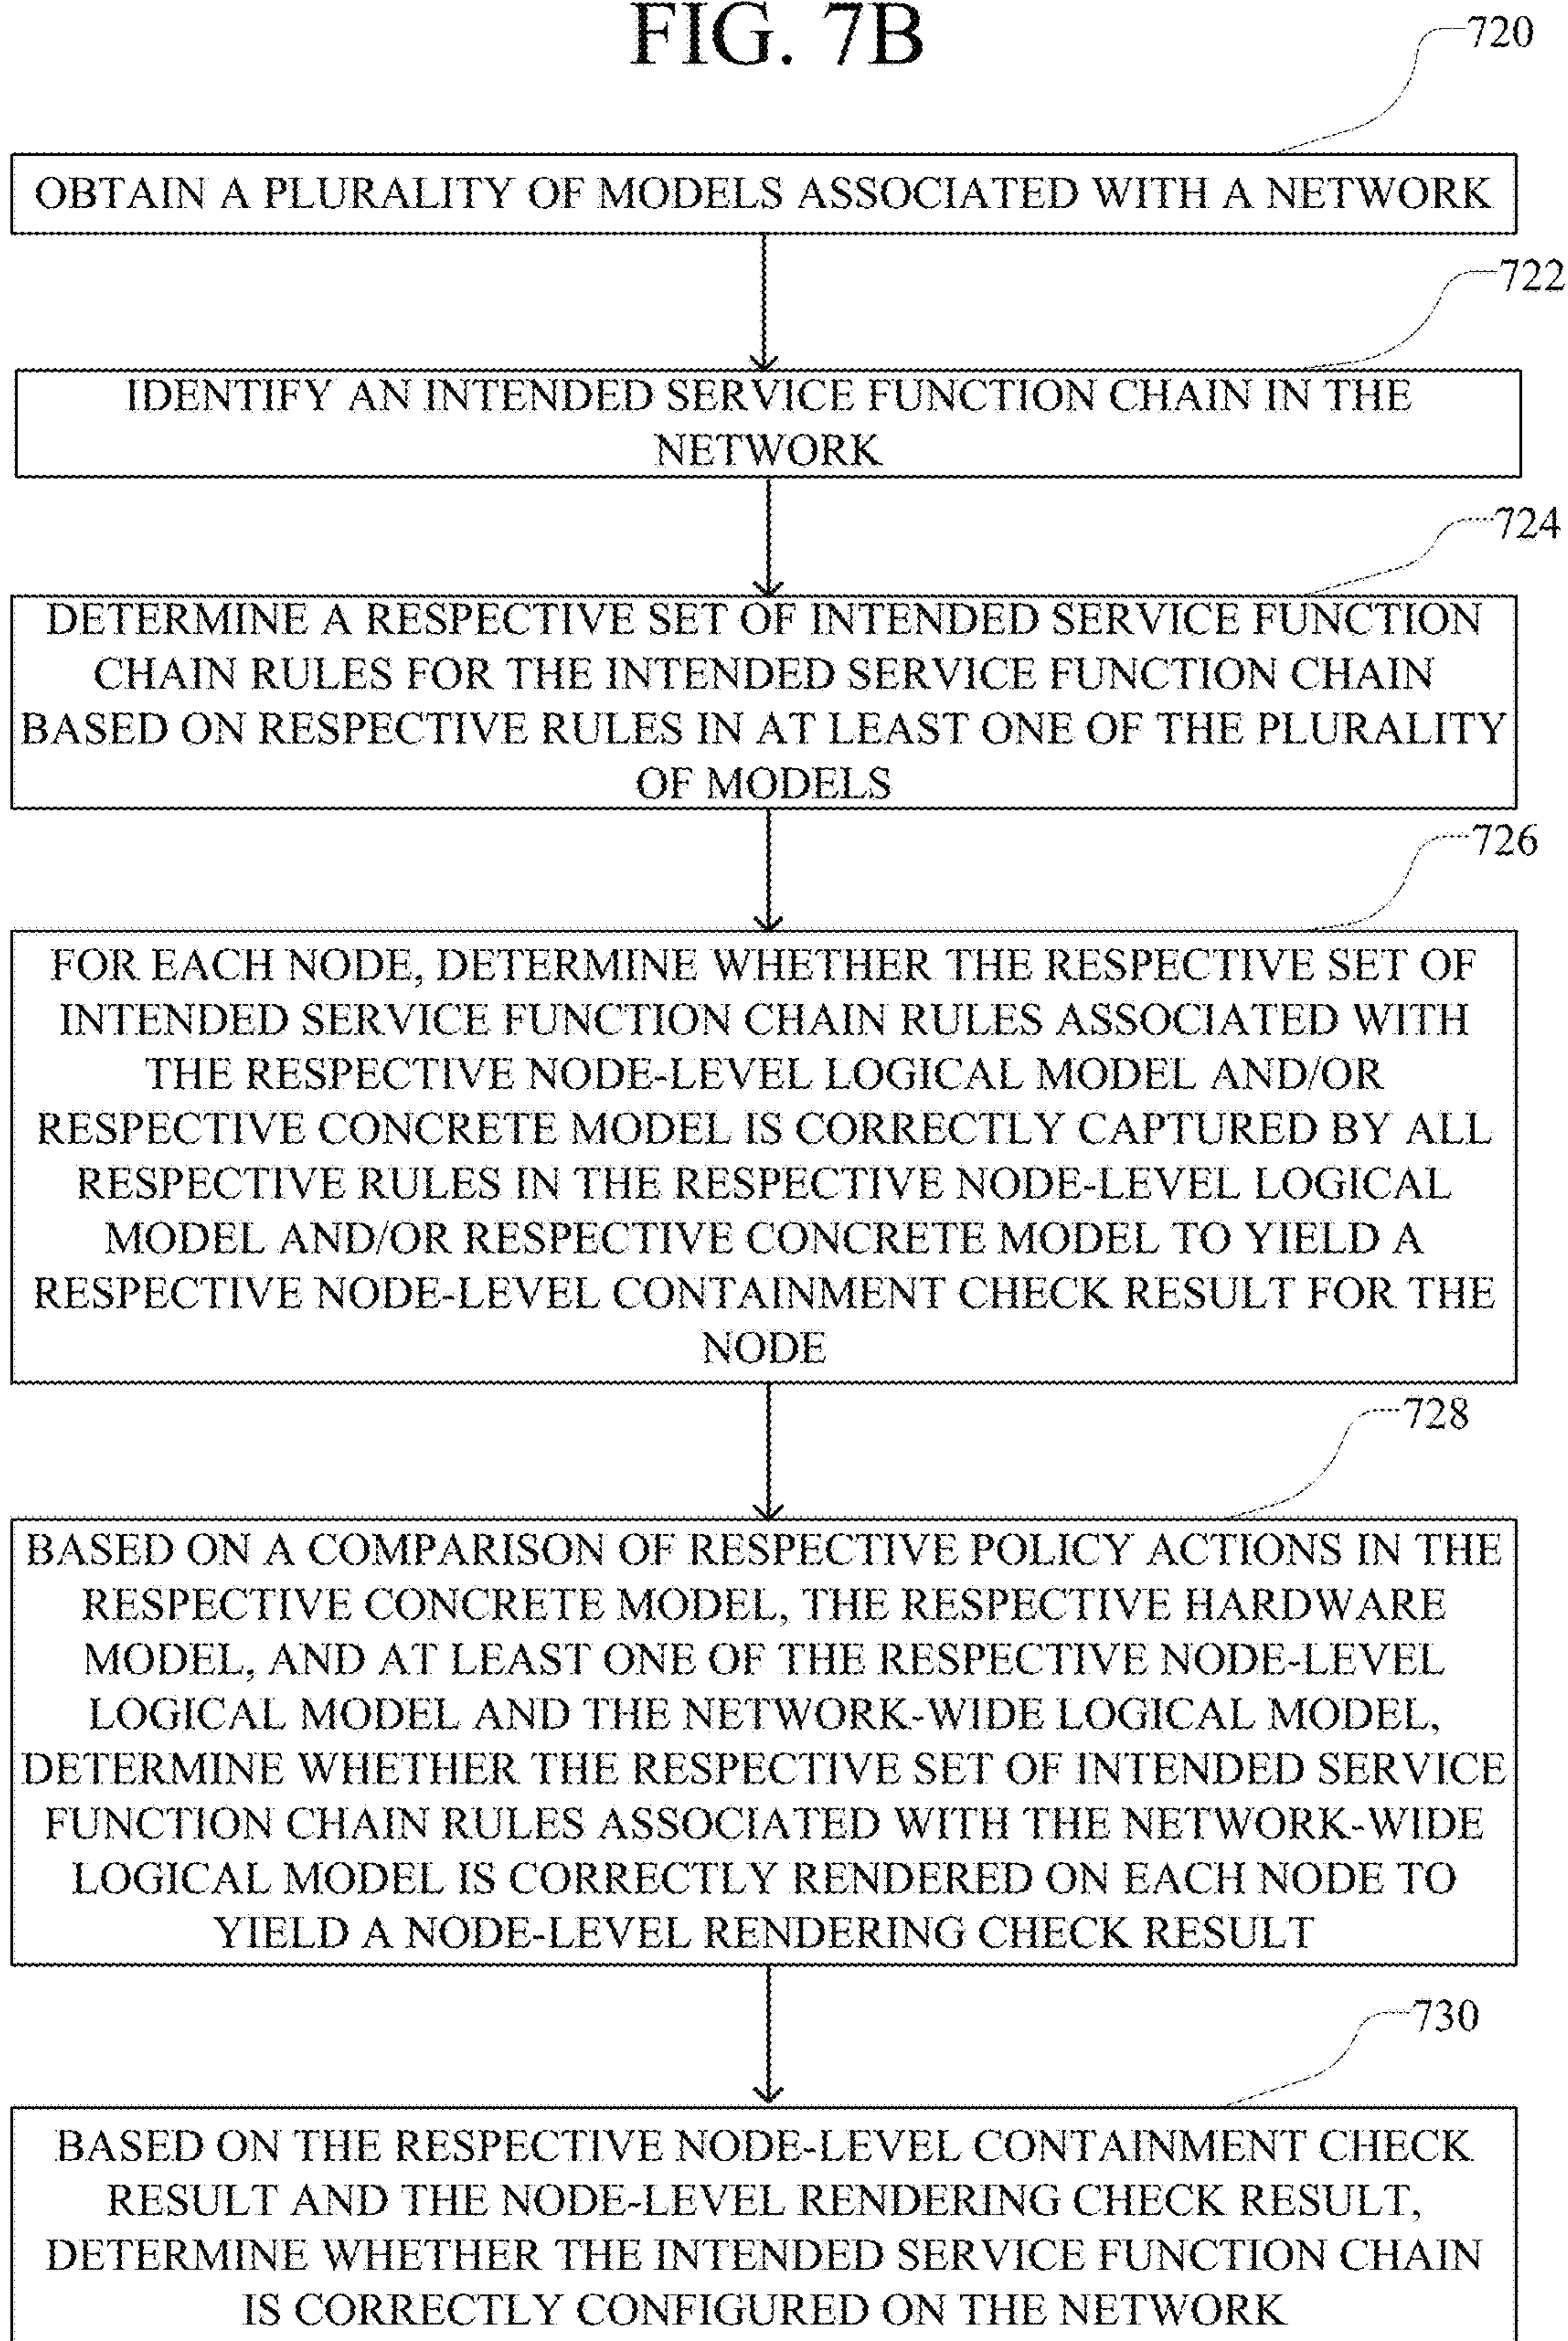 FIG. 7B
720
OBTAIN A PLURALITY OF MODELS ASSOCIATED WITH A NETWORK
722
IDENTIFY AN INTENDED SERVICE FUNCTION CHAIN IN THE
NETWORK
724
DETERMINE A RESPECTIVE SET OF INTENDED SERVICE FUNCTION
CHAIN RULES FOR THE INTENDED SERVICE FUNCTION CHAIN
BASED ON RESPECTIVE RULES IN AT LEAST ONE OF THE PLURALITY
OF MODELS
726
FOR EACH NODE, DETERMINE WHETHER THE RESPECTIVE SET OF
INTENDED SERVICE FUNCTION CHAIN RULES ASSOCIATED WITH
THE RESPECTIVE NODE-LEVEL LOGICAL MODEL AND/OR
RESPECTIVE CONCRETE MODEL IS CORRECTLY CAPTURED BY ALL
RESPECTIVE RULES IN THE RESPECTIVE NODE-LEVEL LOGICAL
MODEL AND/OR RESPECTIVE CONCRETE MODEL TO YIELD A
RESPECTIVE NODE-LEVEL CONTAINMENT CHECK RESULT FOR THE
NODE
728
BASED ON A COMPARISON OF RESPECTIVE POLICY ACTIONS IN THE
RESPECTIVE CONCRETE MODEL, THE RESPECTIVE HARDWARE
MODEL, AND AT LEAST ONE OF THE RESPECTIVE NODE-LEVEL
LOGICAL MODEL AND THE NETWORK-WIDE LOGICAL MODEL,
DETERMINE WHETHER THE RESPECTIVE SET OF INTENDED SERVICE
FUNCTION CHAIN RULES ASSOCIATED WITH THE NETWORK-WIDE
LOGICAL MODEL IS CORRECTLY RENDERED ON EACH NODE TO
YIELD A NODE-LEVEL RENDERING CHECK RESULT
730
BASED ON THE RESPECTIVE NODE-LEVEL CONTAINMENT CHECK
RESULT AND THE NODE-LEVEL RENDERING CHECK RESULT,
DETERMINE WHETHER THE INTENDED SERVICE FUNCTION CHAIN
IS CORRECTLY CONFIGURED ON THE NETWORK